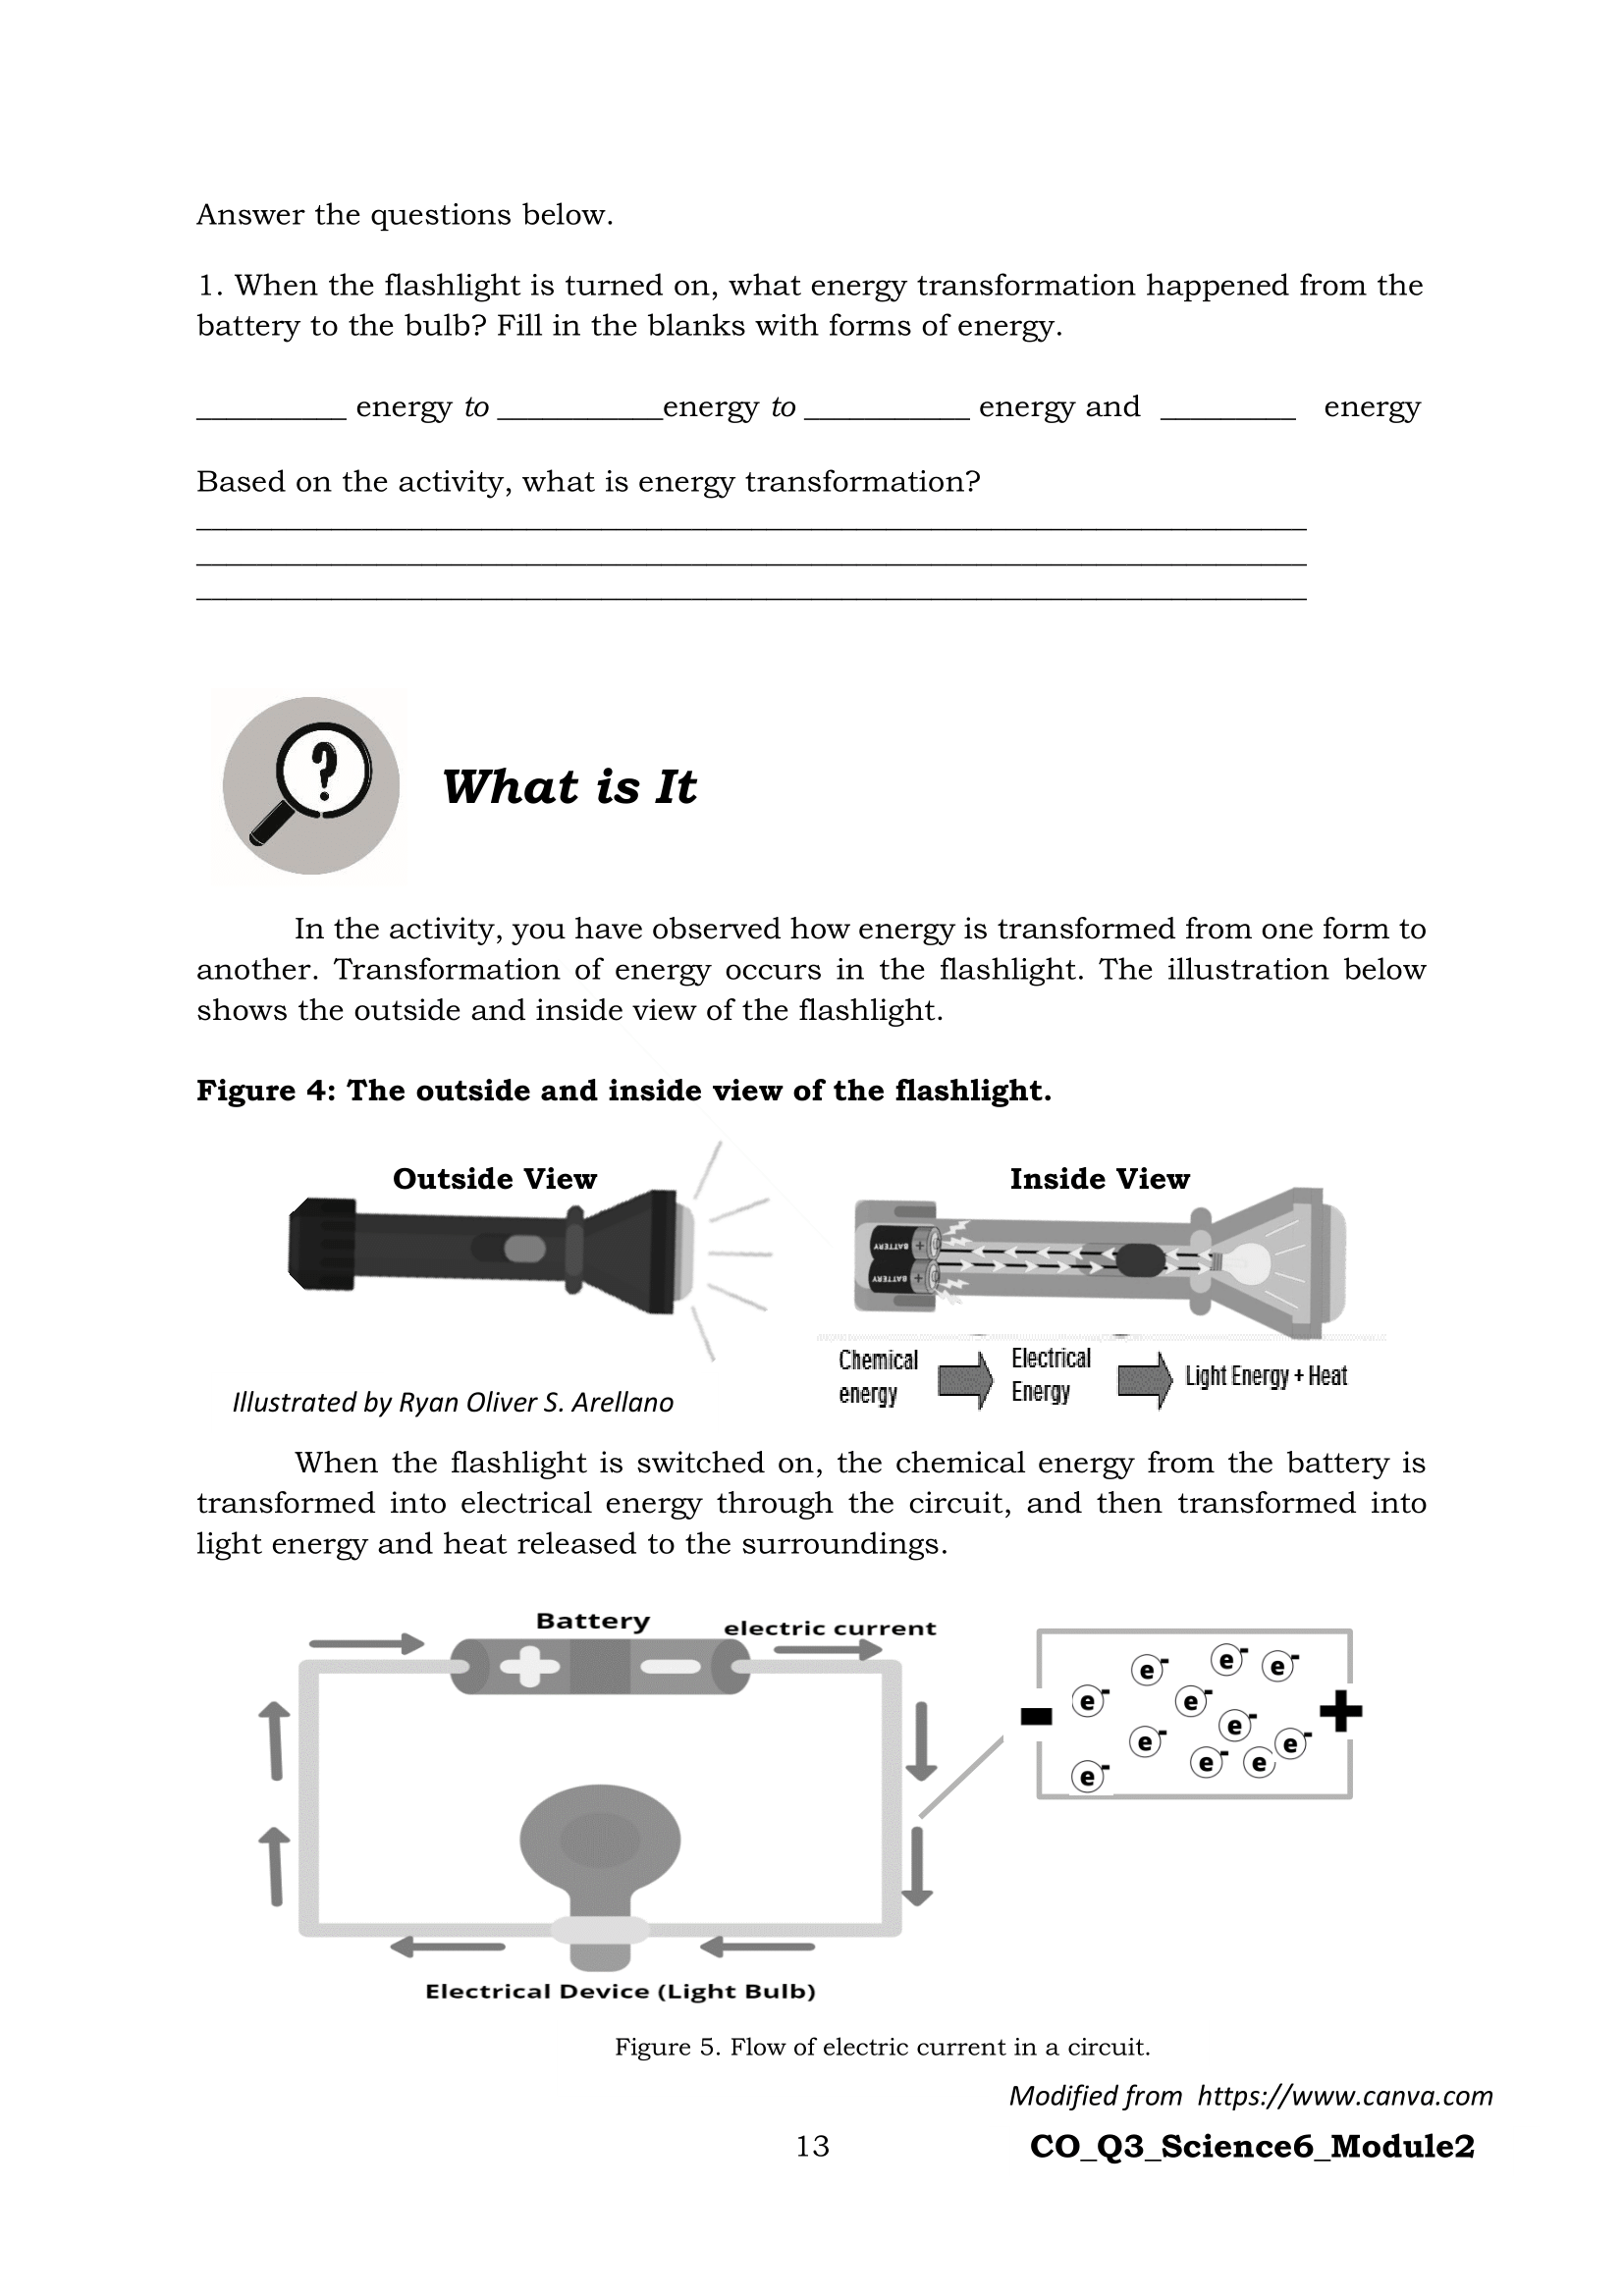 Answer the questions below.
1. When the flashlight is turned on, what energy transformation happened from the
battery to the bulb? Fill in the blanks with forms of energy.
__________ energy to ___________energy to ___________ energy and _________ energy
Based on the activity, what is energy transformation?
__________________________________________________________________________
__________________________________________________________________________
__________________________________________________________________________
?
What is It
In the activity, you have observed how energy is transformed from one form to
another. Transformation of energy occurs in the flashlight. The illustration below
shows the outside and inside view of the flashlight.
Figure 4: The outside and inside view of the flashlight.
Outside View
Inside View
BATTERY +
BATTERY +
Chemical
energy
Electrical
Energy
Light Energy + Heat
Illustrated by Ryan Oliver S. Arellano
When the flashlight is switched on, the chemical energy from the battery is
transformed into electrical energy through the circuit, and then transformed into
light energy and heat released to the surroundings.
Battery
electric current
+ -
- +
e- e- e-
e- e- e-
e- e-
e- e- e
Electrical Device (Light Bulb)
Figure 5. Flow of electric current in a circuit.
Modified from https://www.canva.com
13
CO_Q3_Science6_Module2